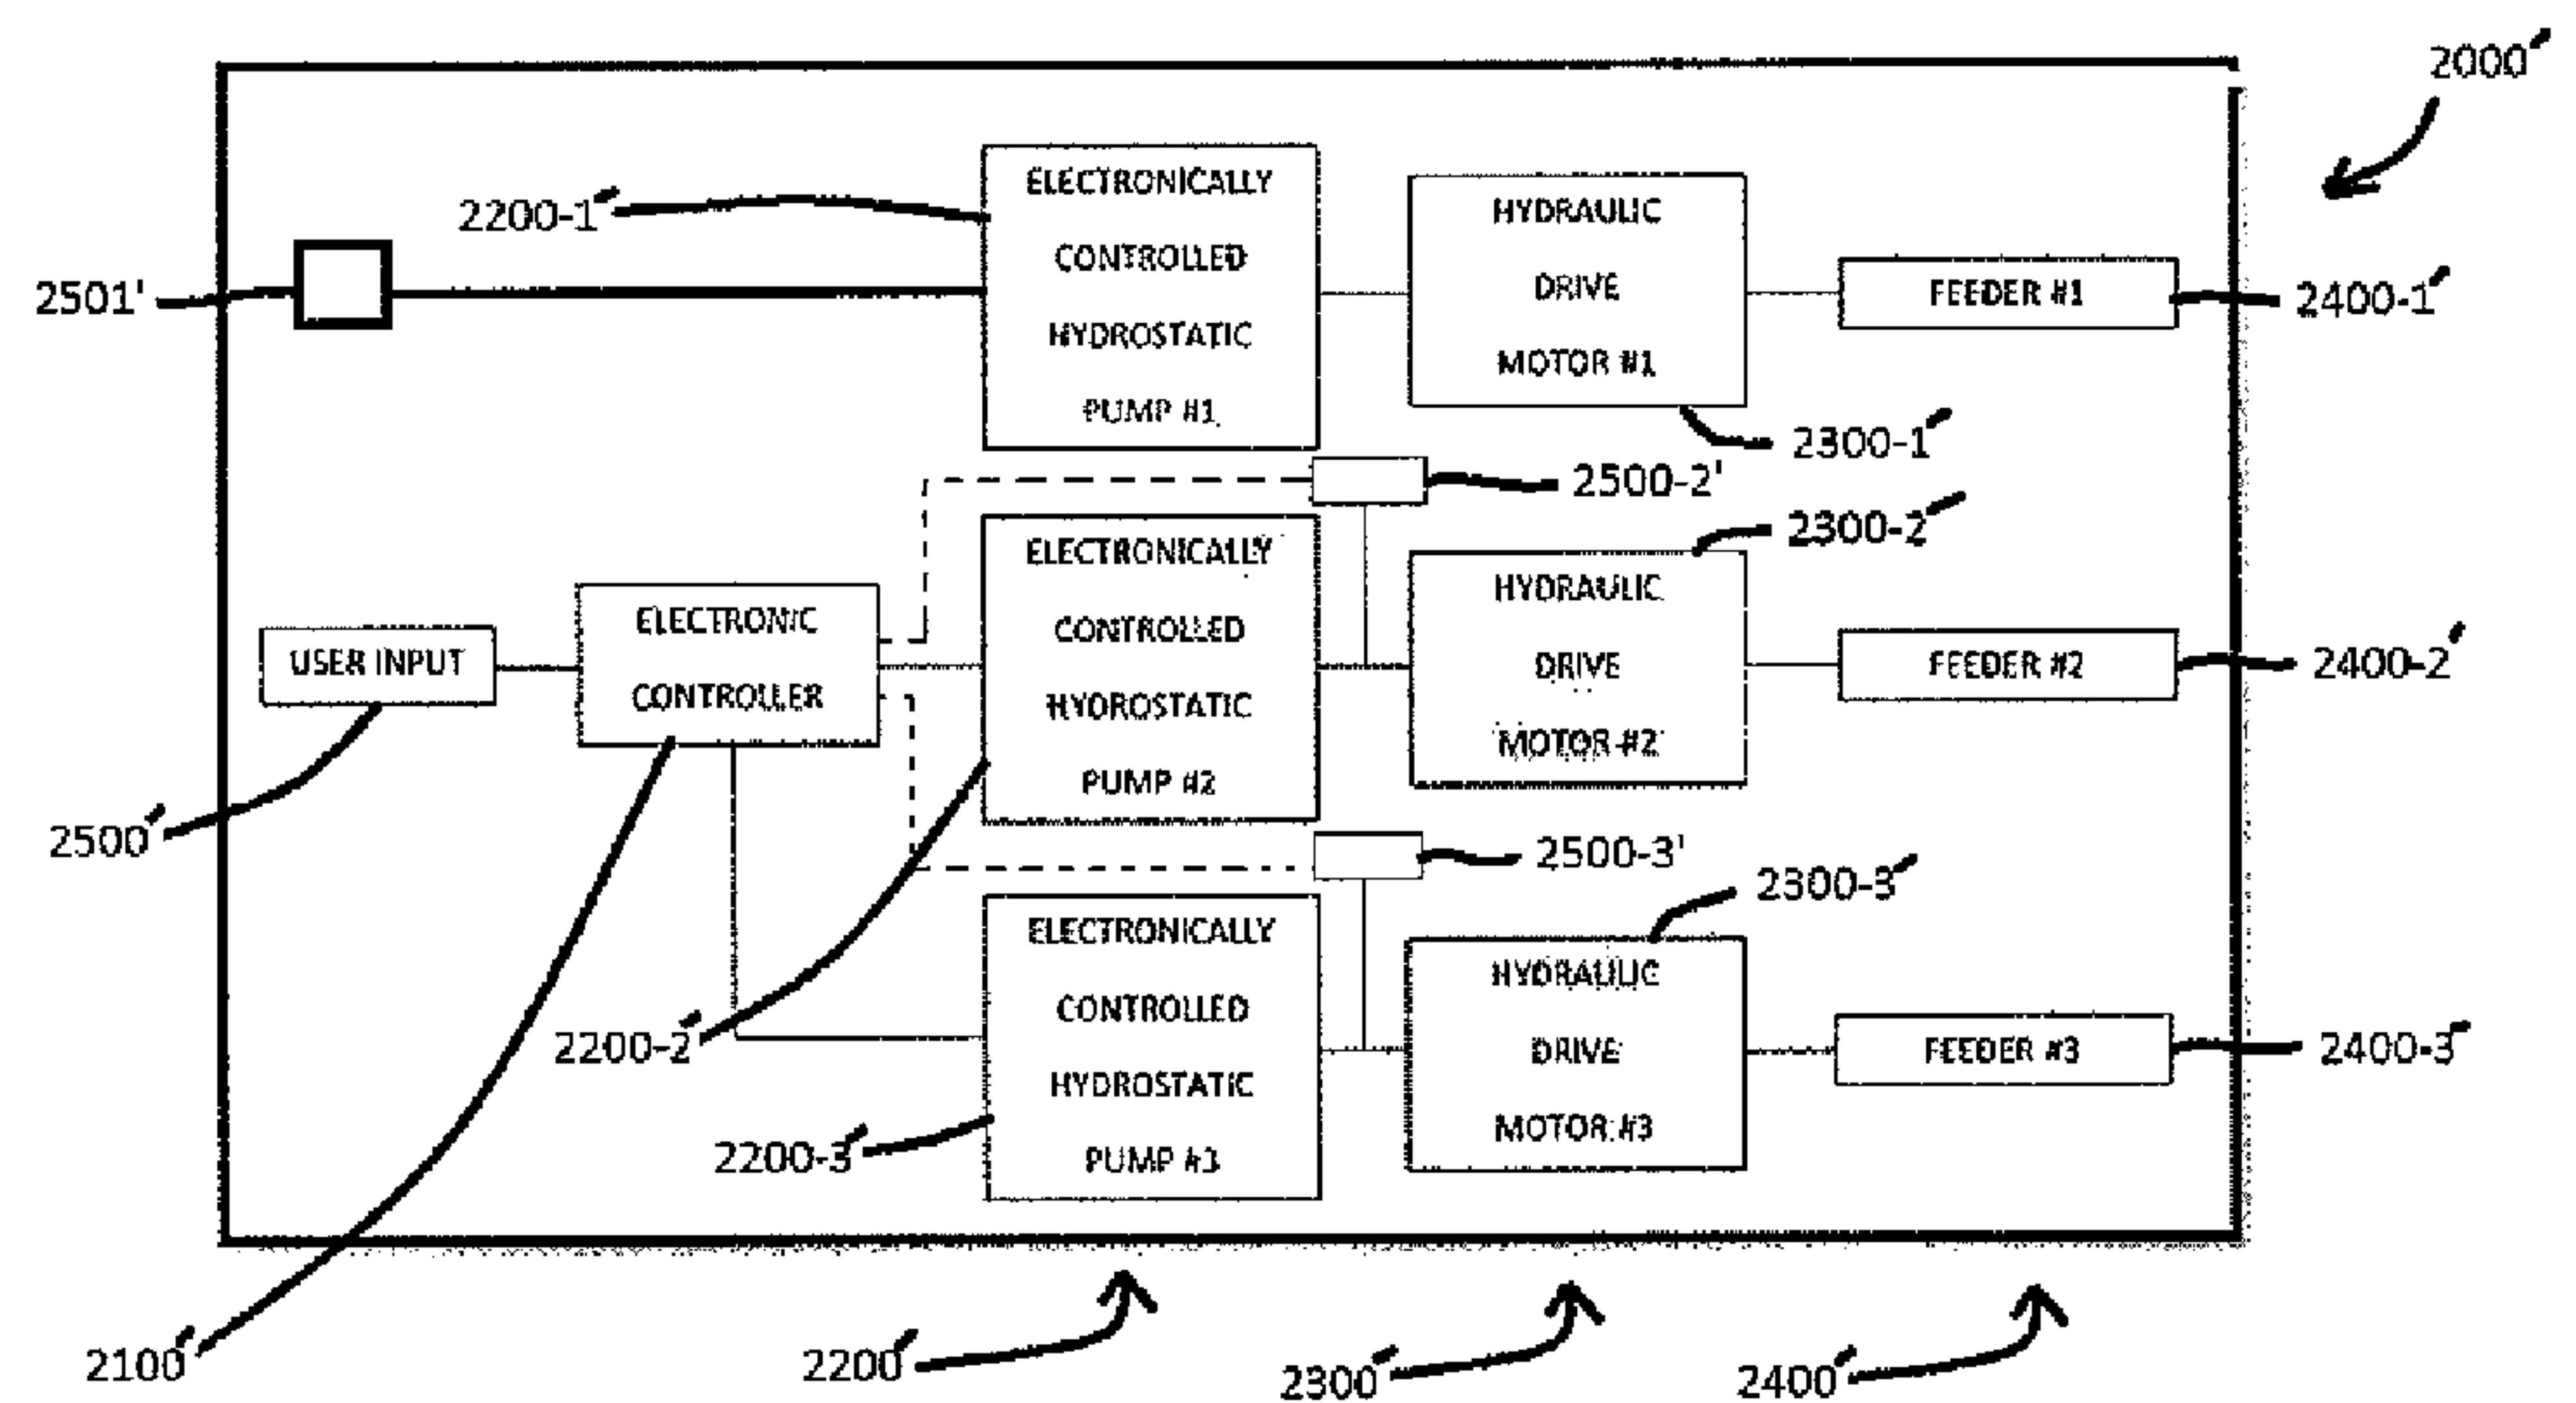 2000'
ELECTRONICALLY
CONTROLLED
HYDROSTATIC
PUMP #1
HYDRAULIC
DRIVE
MOTOR #1
FEEDER #1
2200-1'
2501'
2400-1'
2300-1'
2500-2'
2300-2'
ELECTRONICALLY
CONTROLLED
HYDROSTATIC
PUMP #2
HYDRAULIC
DRIVE
MOTOR #2
FEEDER #2
USER INPUT
ELECTRONIC
CONTROLLER
2400-2'
2500'
2500-3'
2300-3'
ELECTRONICALLY
CONTROLLED
HYDROSTATIC
PUMP #3
HYDRAULIC
DRIVE
MOTOR #3
FEEDER #3
2200-2'
2400-3'
2200-3'
2100'
2200'
2300'
2400'